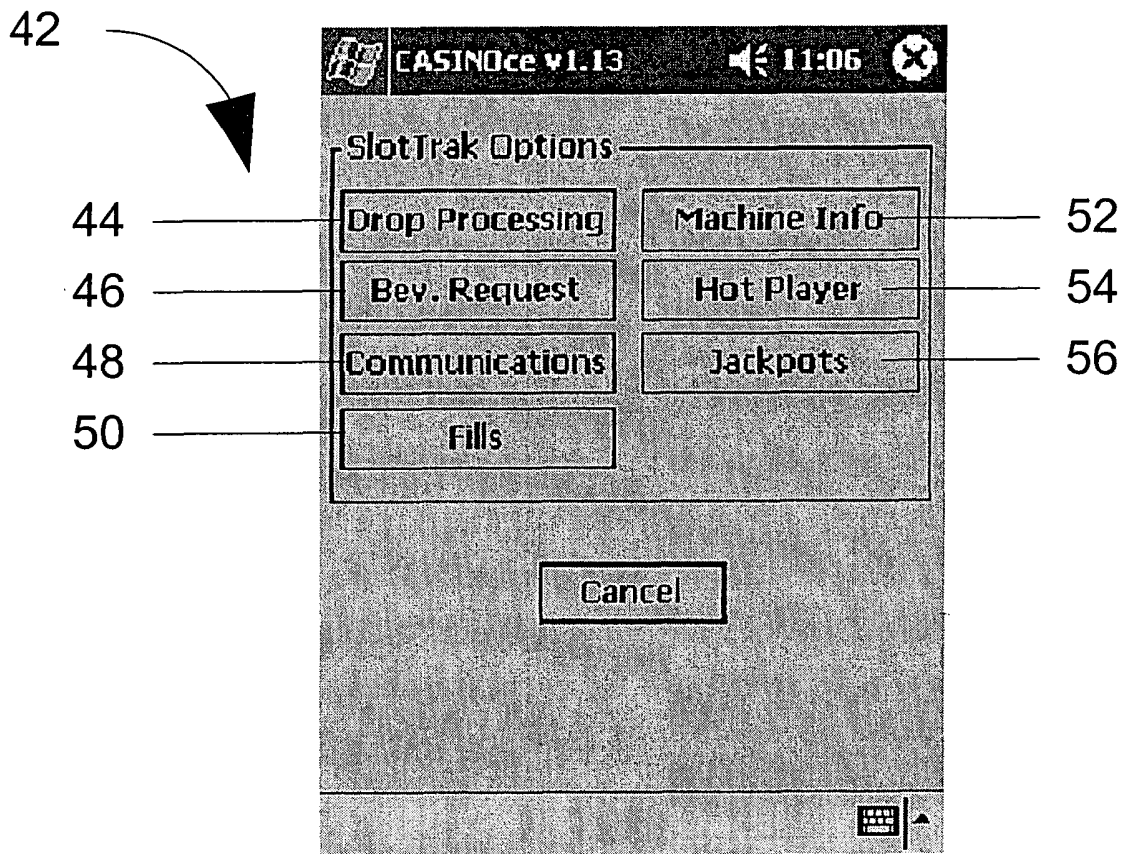 42
CASINOce v1.13 11:06
SlotTrak Options
44 Drop Processing Machine Info 52
46 Bev. Request Hot Player 54
48 Communications Jackpots 56
50 Fills
Cancel